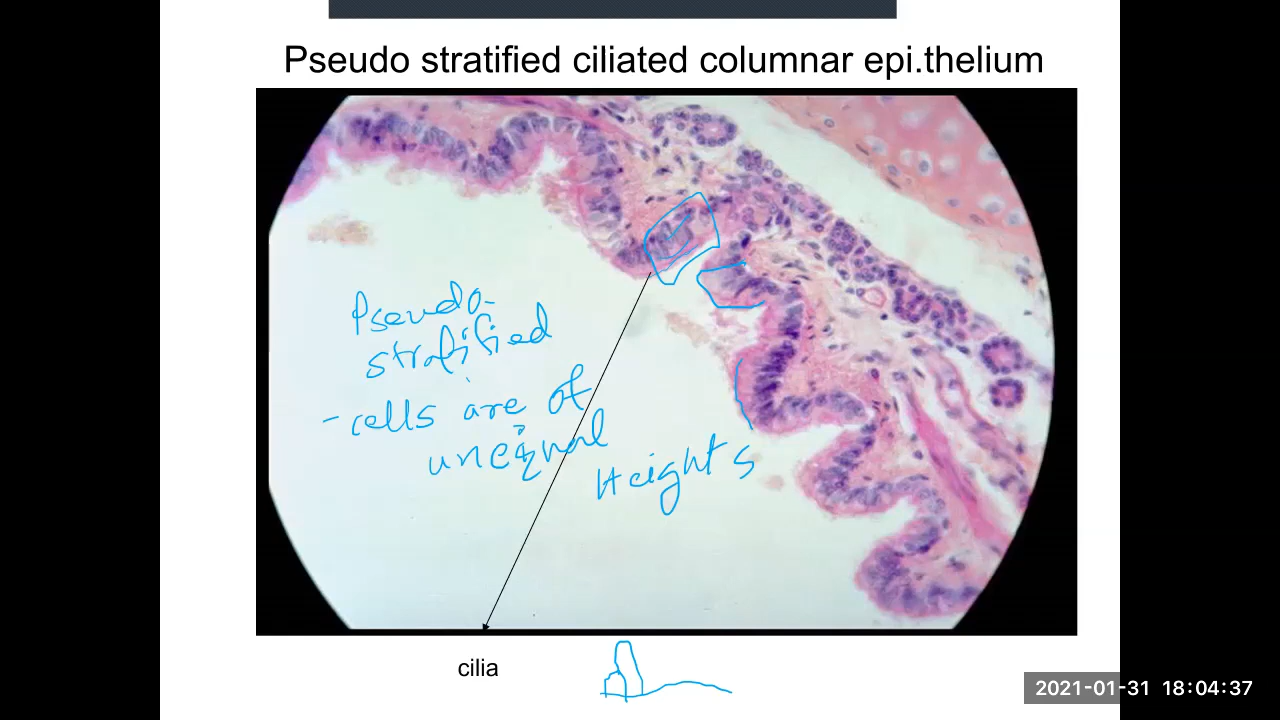 Pseudo stratified ciliated columnar epi.thelium
Pseudo-
stratified
- cells are of
unequal
Heights
cilia
2021-01-31 18:04:37